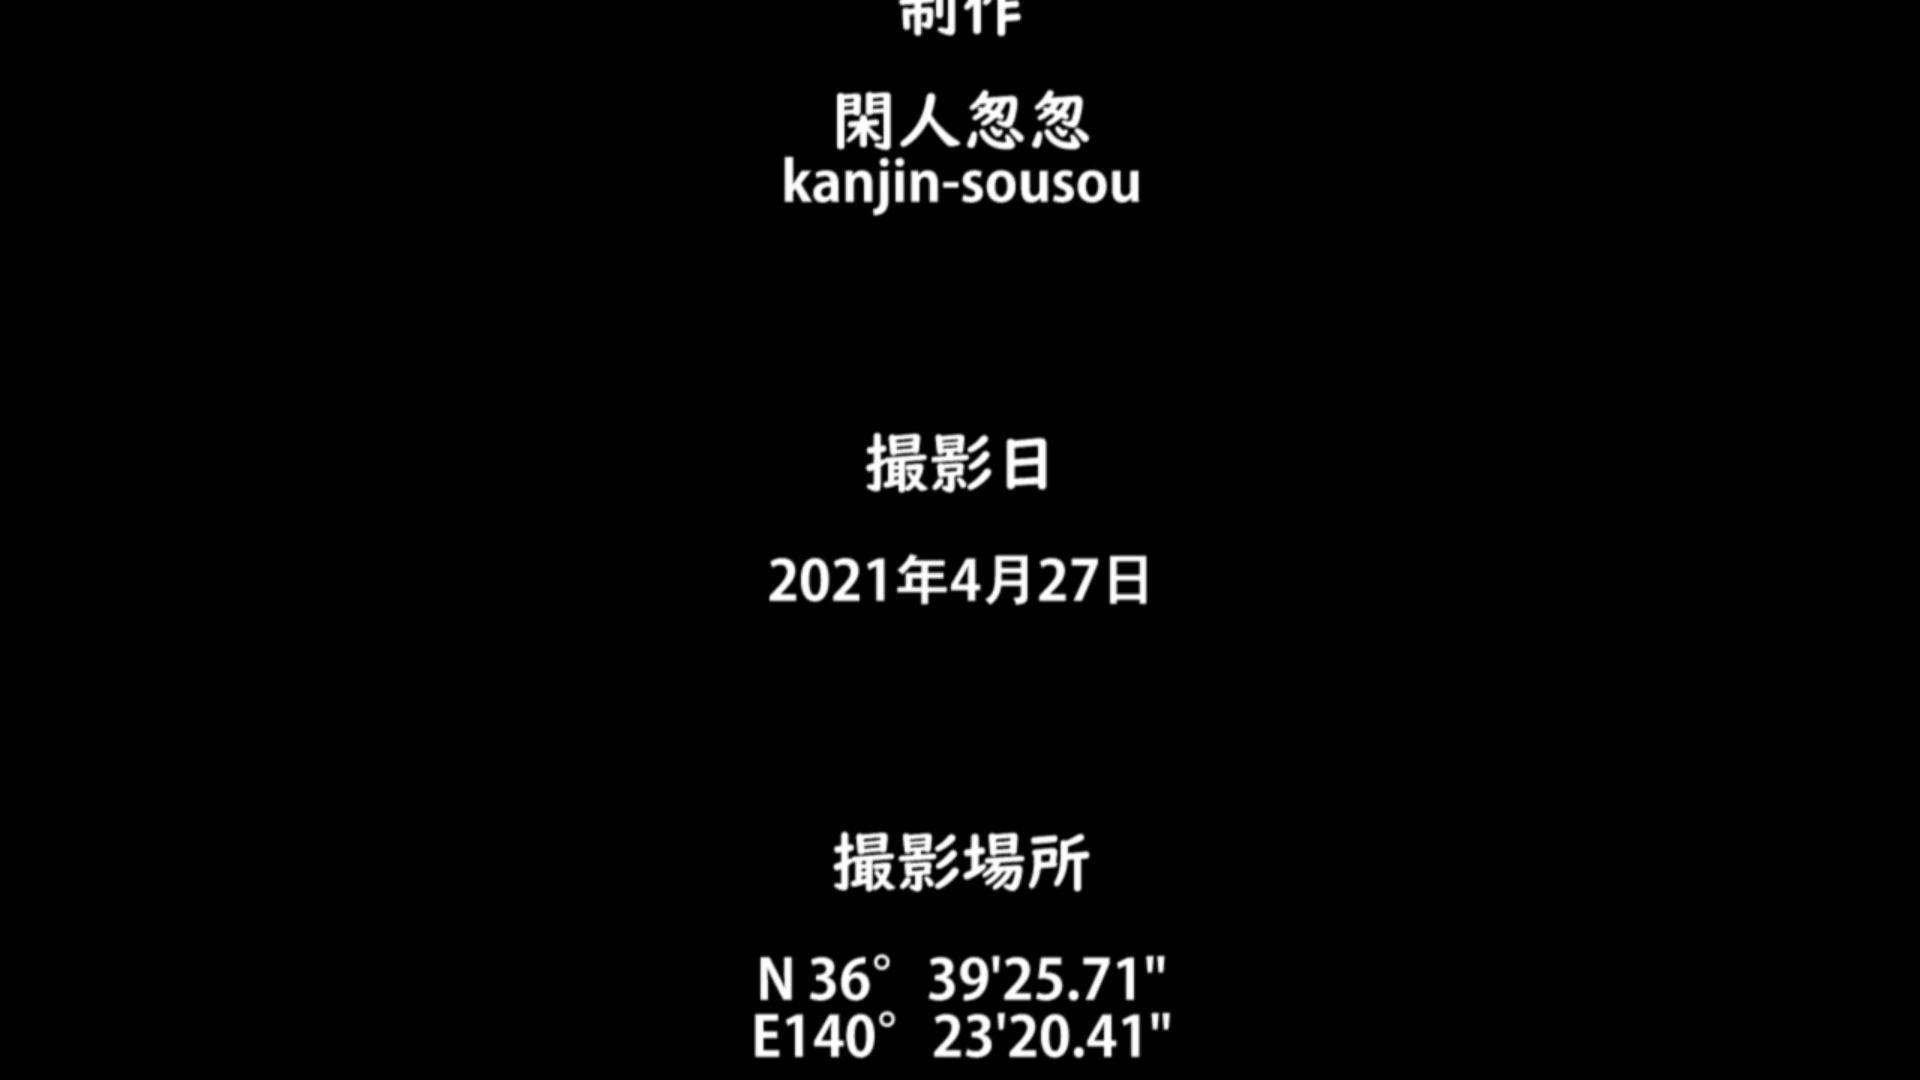 制作
閑人怱怱
kanjin-sousou
撮影日
2021年4月27日
撮影場所
N 36° 39'25.71"
E140° 23'20.41"